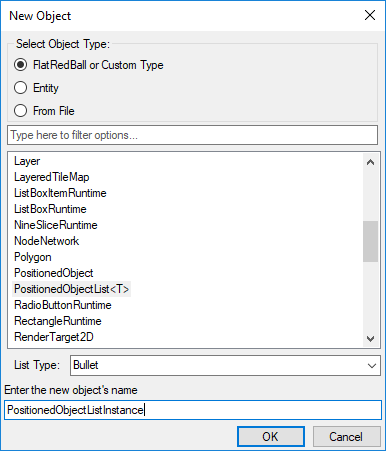 New Object
Select Object Type:
FlatRedBall or Custom Type
Entity
From File
Type here to filter options...
Layer
LayeredTileMap
ListBoxItemRuntime
ListBoxRuntime
NineSliceRuntime
NodeNetwork
Polygon
PositionedObject
PositionedObjectList<T>
RadioButtonRuntime
RectangleRuntime
RenderTarget2D
List Type: Bullet
Enter the new object's name
PositionedObjectListInstance
OK Cancel